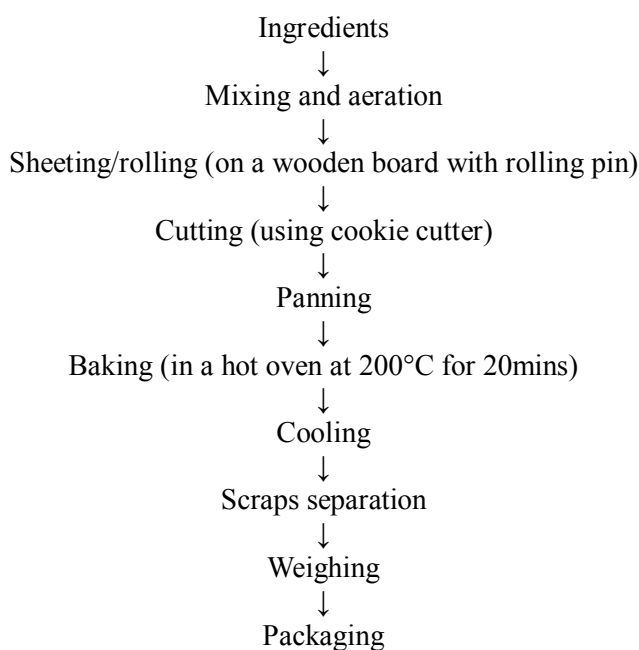 Ingredients
↓
Mixing and aeration
↓
Sheeting/rolling (on a wooden board with rolling pin)
↓
Cutting (using cookie cutter)
↓
Panning
↓
Baking (in a hot oven at 200°C for 20mins)
↓
Cooling
↓
Scraps separation
↓
Weighing
↓
Packaging